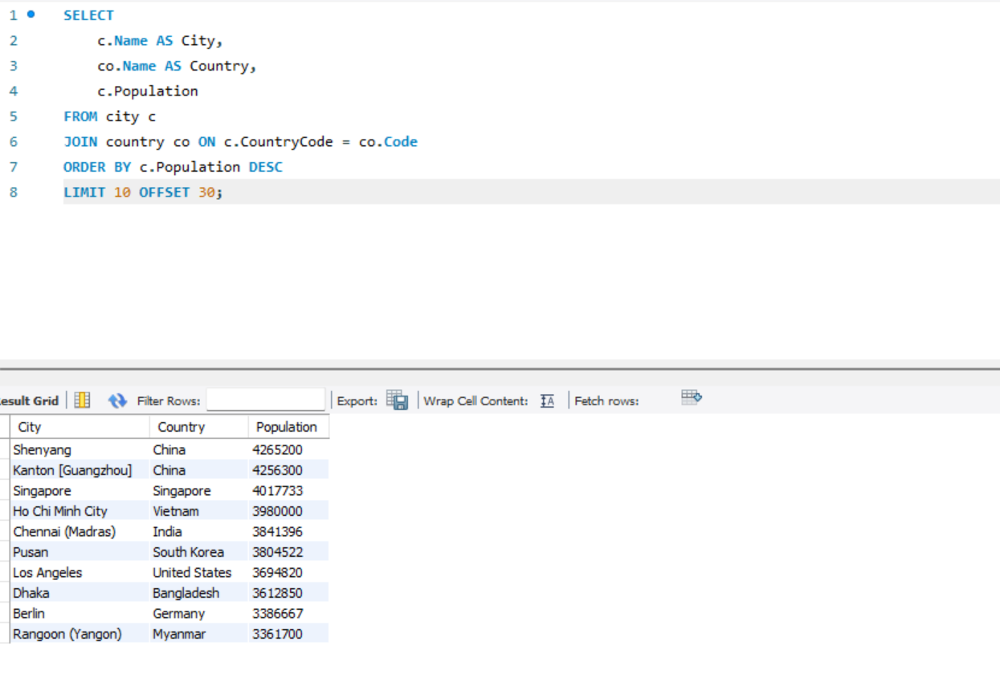 1 SELECT
2 c.Name AS City,
3 co.Name AS Country,
4 c.Population
5 FROM city c
6 JOIN country co ON c.CountryCode = co.Code
7 ORDER BY c.Population DESC
8 LIMIT 10 OFFSET 30;
esult Grid Filter Rows: Export: Wrap Cell Content: IA Fetch rows:
City Country Population
Shenyang China 4265200
Kanton [Guangzhou] China 4256300
Singapore Singapore 4017733
Ho Chi Minh City Vietnam 3980000
Chennai (Madras) India 3841396
Pusan South Korea 3804522
Los Angeles United States 3694820
Dhaka Bangladesh 3612850
Berlin Germany 3386667
Rangoon (Yangon) Myanmar 3361700